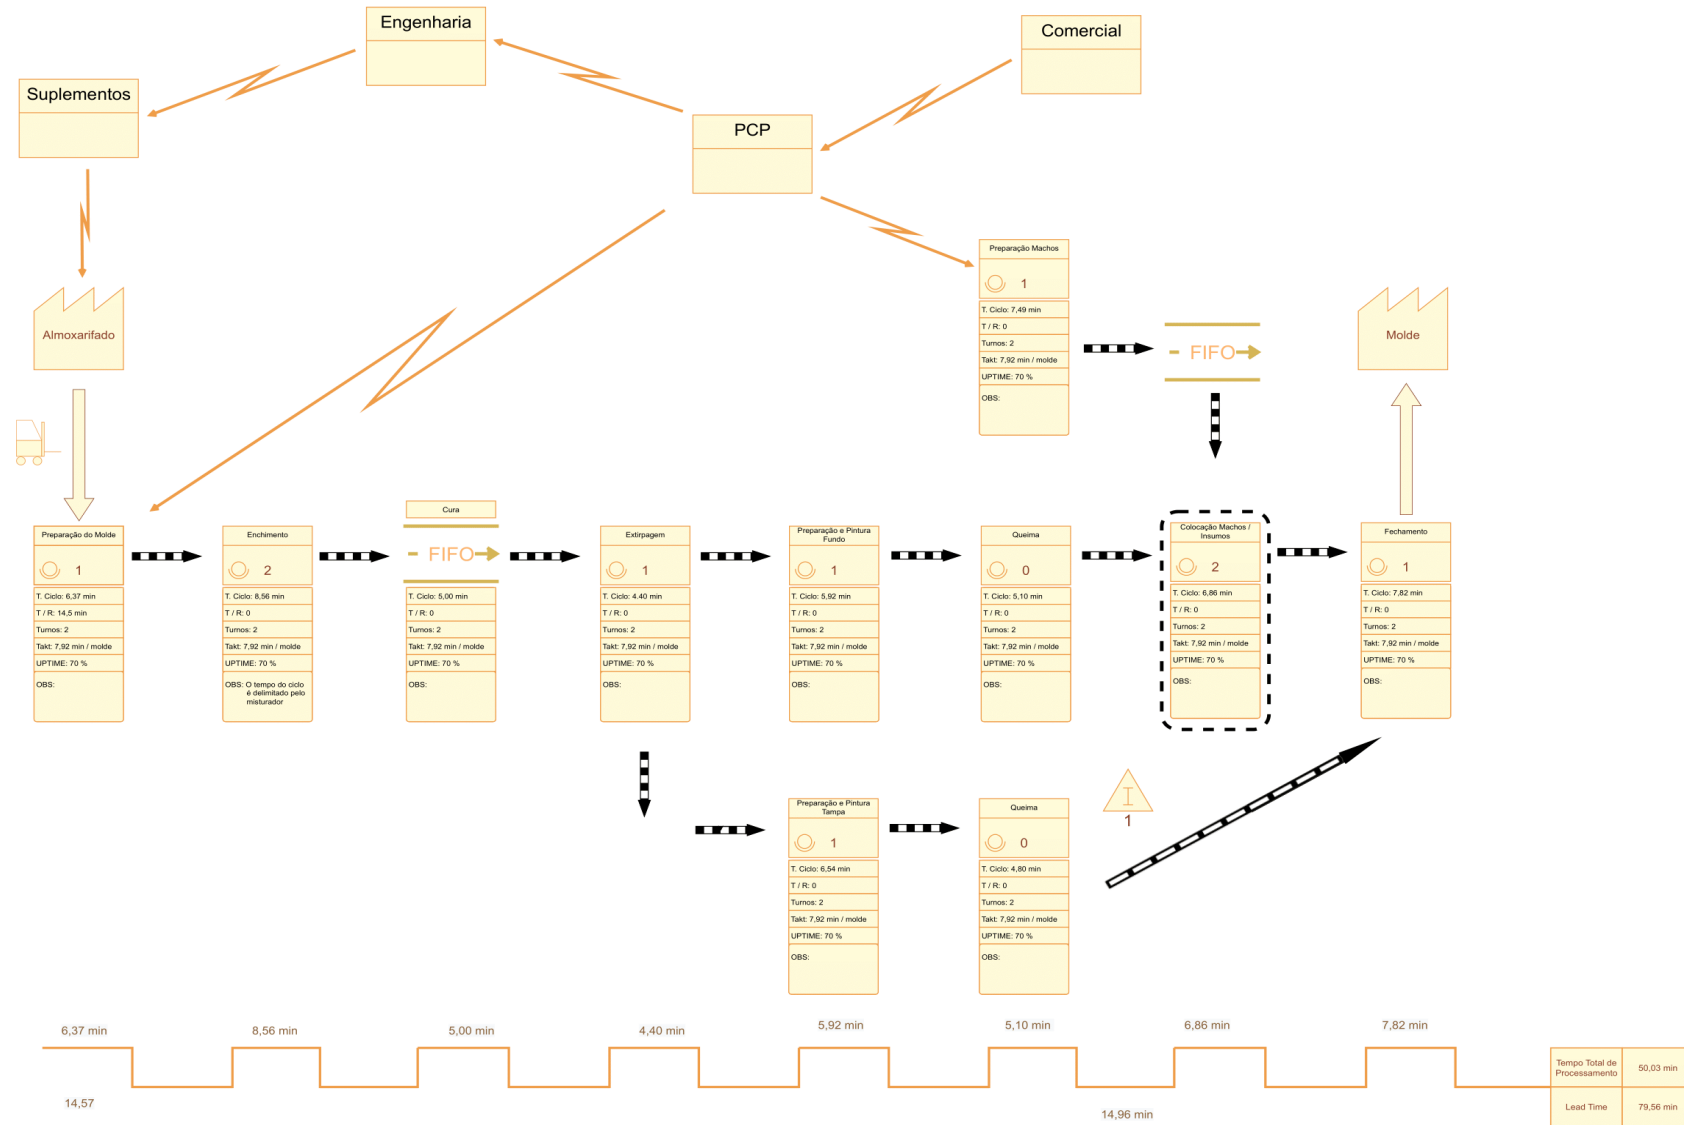 Engenharia
Comercial
Suplementos
PCP
Preparação Machos
1
T. Ciclo: 7,49 min
T / R: 0
Turnos: 2
Takt: 7,92 min / molde
UPTIME: 70 %
OBS:
FIFO
Almoxarifado
Molde
Preparação do Molde
1
T. Ciclo: 6,37 min
T / R: 14,5 min
Turnos: 2
Takt: 7,92 min / molde
UPTIME: 70 %
OBS:
Enchimento
2
T. Ciclo: 8,56 min
T / R: 0
Turnos: 2
Takt: 7,92 min / molde
UPTIME: 70 %
OBS: O tempo do ciclo
é delimitado pelo
misturador
Cura
FIFO
T. Ciclo: 5,00 min
T / R: 0
Turnos: 2
Takt: 7,92 min / molde
UPTIME: 70 %
OBS:
Extirpagem
1
T. Ciclo: 4.40 min
T / R: 0
Turnos: 2
Takt: 7,92 min / molde
UPTIME: 70 %
OBS:
Preparação e Pintura
Fundo
1
T. Ciclo: 5,92 min
T / R: 0
Turnos: 2
Takt: 7,92 min / molde
UPTIME: 70 %
OBS:
Queima
0
T. Ciclo: 5,10 min
T / R: 0
Turnos: 2
Takt: 7,92 min / molde
UPTIME: 70 %
OBS:
Colocação Machos /
Insumos
2
T. Ciclo: 6,86 min
T / R: 0
Turnos: 2
Takt: 7,92 min / molde
UPTIME: 70 %
OBS:
Fechamento
1
T. Ciclo: 7,82 min
T / R: 0
Turnos: 2
Takt: 7,92 min / molde
UPTIME: 70 %
OBS:
Preparação e Pintura
Tampa
1
T. Ciclo: 6,54 min
T / R: 0
Turnos: 2
Takt: 7,92 min / molde
UPTIME: 70 %
OBS:
Queima
0
T. Ciclo: 4,80 min
T / R: 0
Turnos: 2
Takt: 7,92 min / molde
UPTIME: 70 %
OBS:
I
1
6,37 min
8,56 min
5,00 min
4,40 min
5,92 min
5,10 min
6,86 min
7,82 min
14,57
14,96 min
Tempo Total de
Processamento
50,03 min
Lead Time
79,56 min